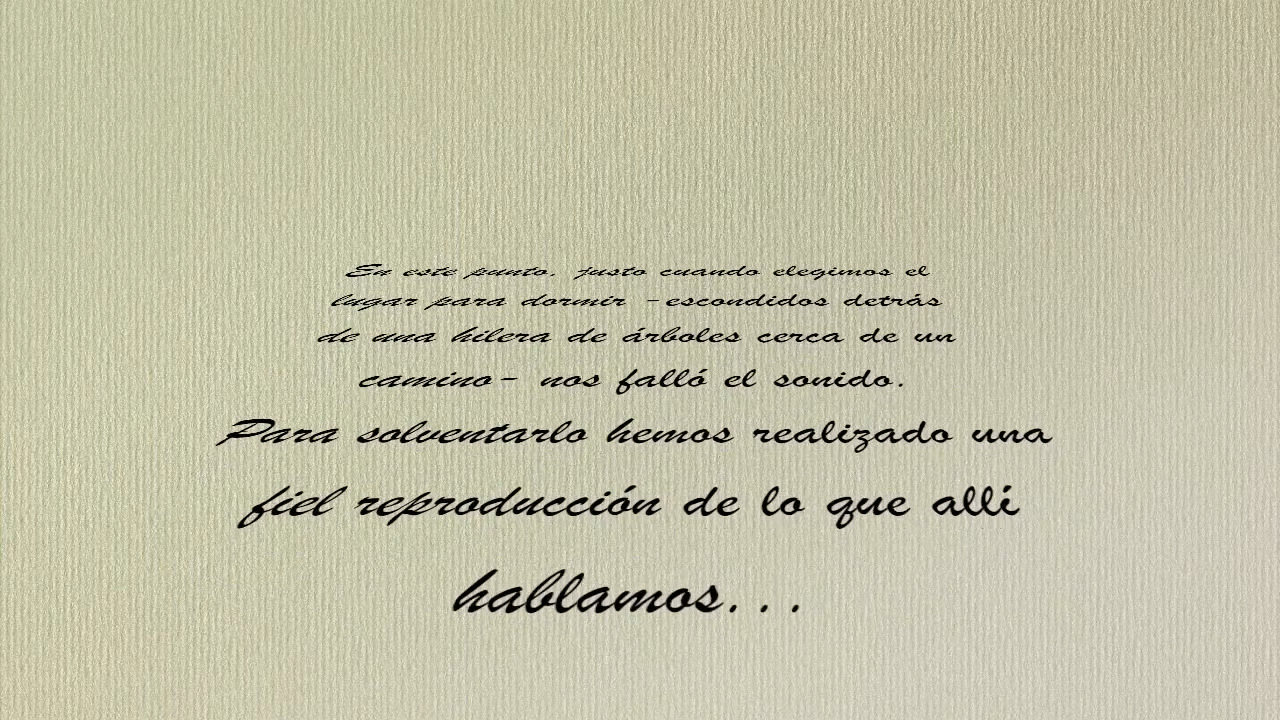 En este punto, justo cuando elegimos el
lugar para dormir -escondidos detrás
de una hilera de árboles cerca de un
camino- nos falló el sonido.
Para solventarlo hemos realizado una
fiel reproducción de lo que allí
hablamos...